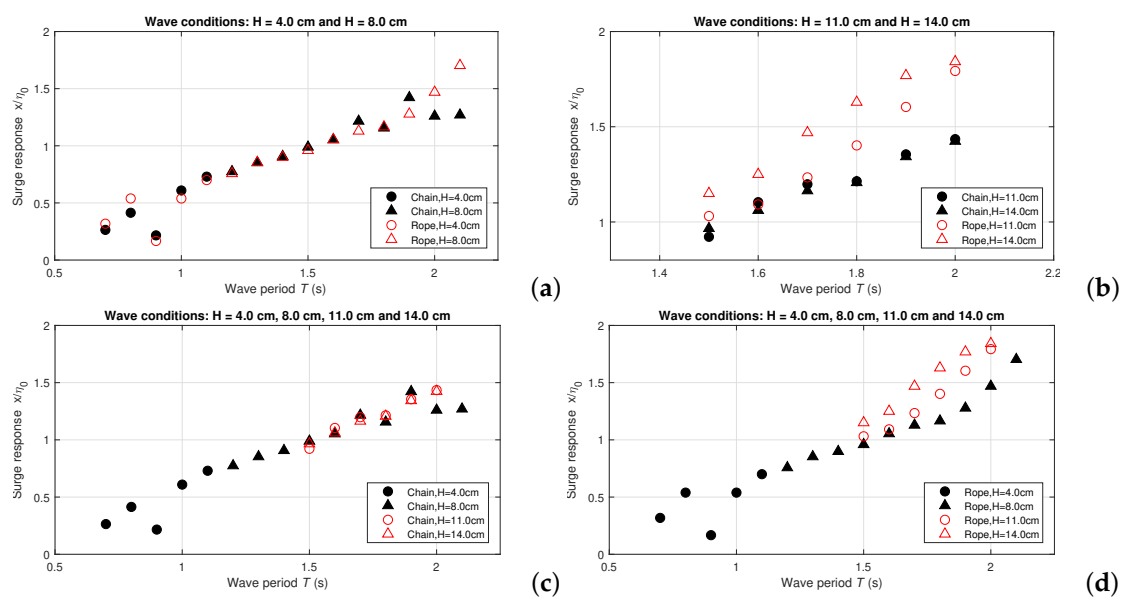 Wave conditions: H = 4.0 cm and H = 8.0 cm
2
1.5
1
0.5
0
Surge response x/η0
Chain,H=4.0cm
Chain,H=8.0cm
Rope,H=4.0cm
Rope,H=8.0cm
0.5 1 1.5 2
Wave period T (s)
(a)
Wave conditions: H = 11.0 cm and H = 14.0 cm
2
1.5
1
Surge response x/η0
Chain,H=11.0cm
Chain,H=14.0cm
Rope,H=11.0cm
Rope,H=14.0cm
1.4 1.6 1.8 2 2.2
Wave period T (s)
(b)
Wave conditions: H = 4.0 cm, 8.0 cm, 11.0 cm and 14.0 cm
2
1.5
1
0.5
0
Surge response x/η0
Chain,H=4.0cm
Chain,H=8.0cm
Chain,H=11.0cm
Chain,H=14.0cm
0.5 1 1.5 2
Wave period T (s)
(c)
Wave conditions: H = 4.0 cm, 8.0 cm, 11.0 cm and 14.0 cm
2
1.5
1
0.5
0
Surge response x/η0
Rope,H=4.0cm
Rope,H=8.0cm
Rope,H=11.0cm
Rope,H=14.0cm
0.5 1 1.5 2
Wave period T (s)
(d)